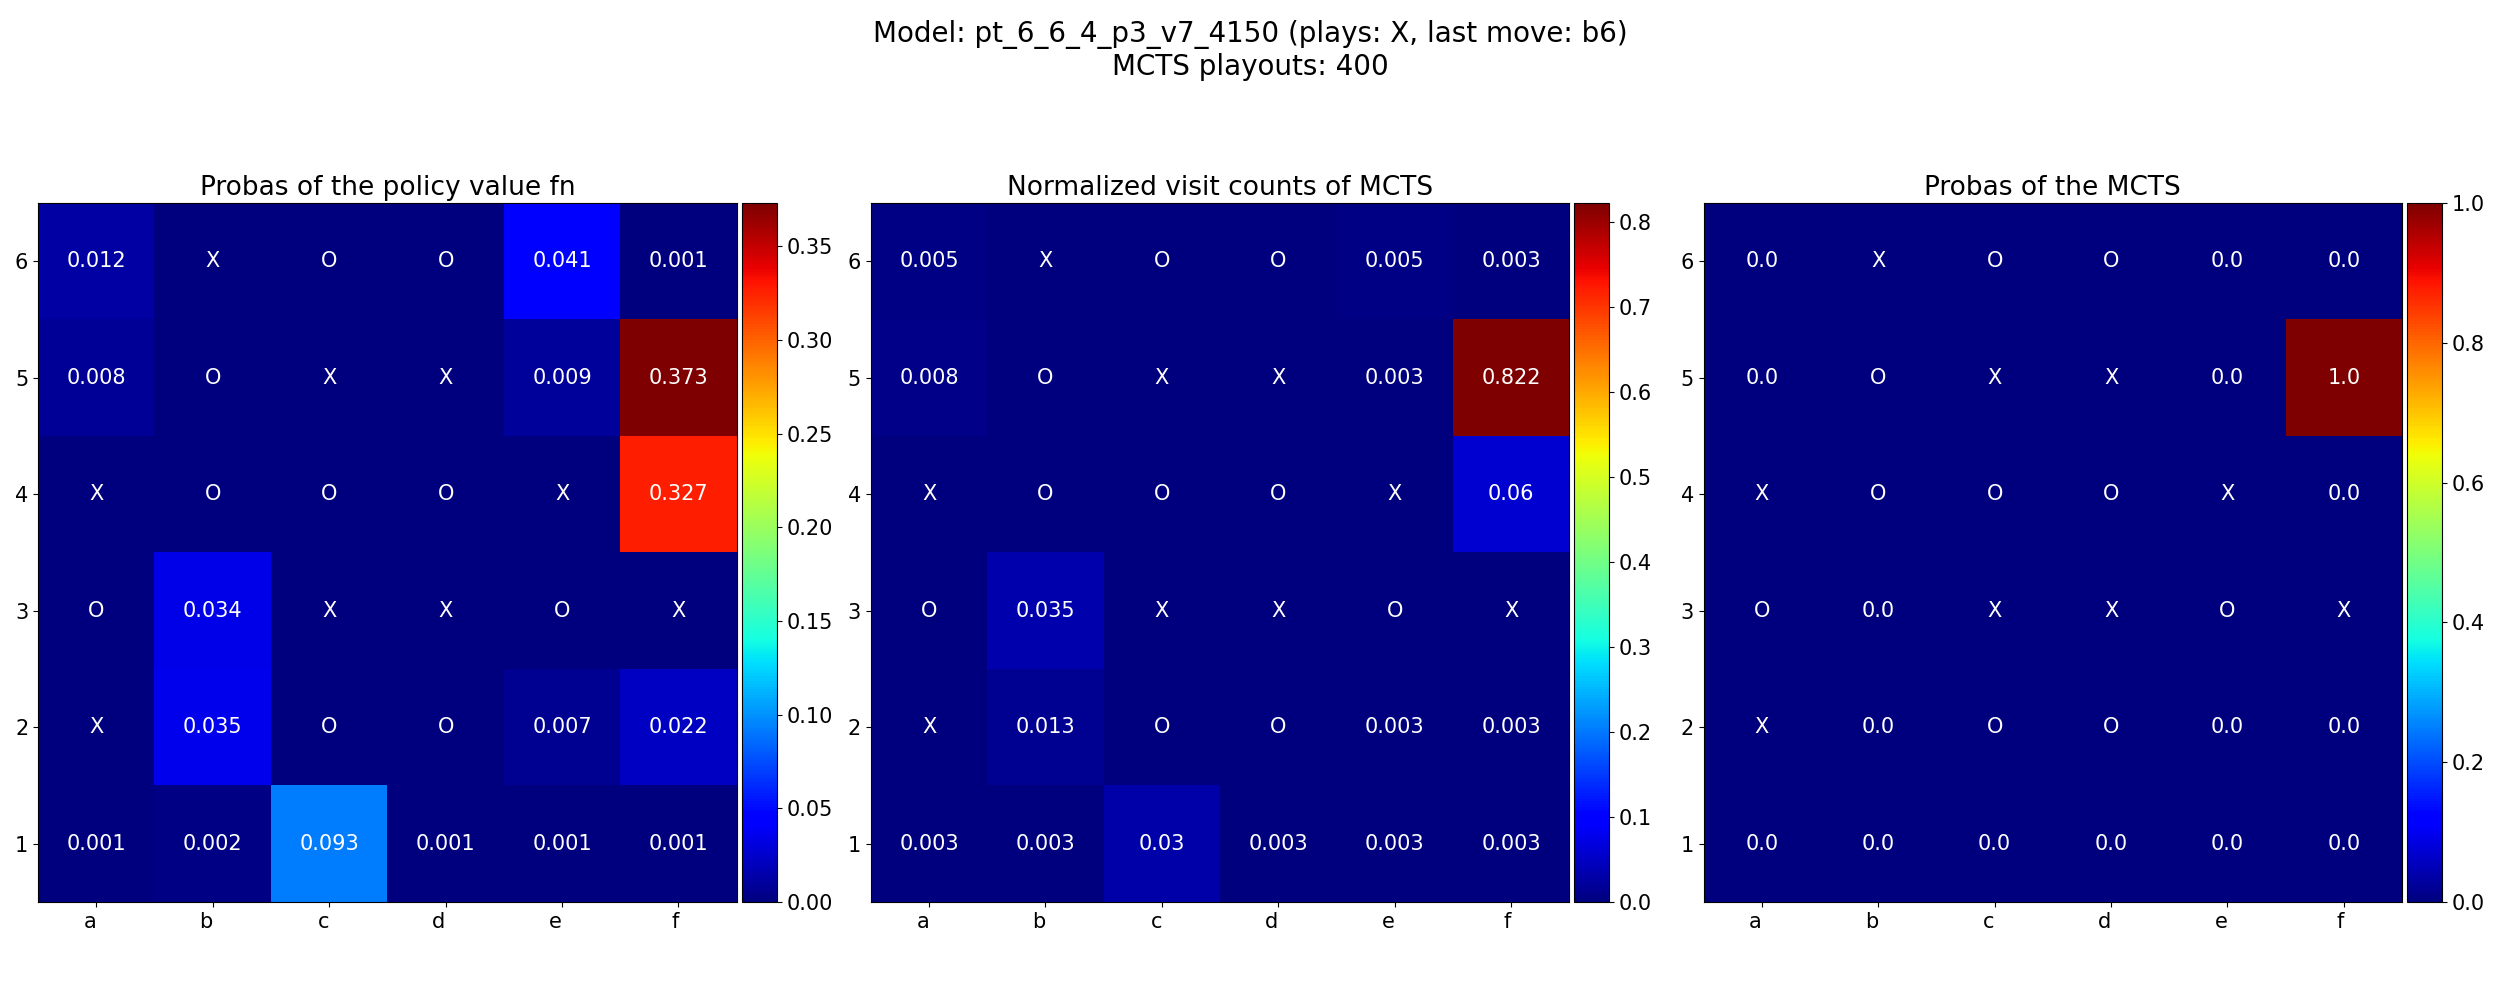 Model: pt_6_6_4_p3_v7_4150 (plays: X, last move: b6)
MCTS playouts: 400
Probas of the policy value fn
6 0.012 X O O 0.041 0.001
5 0.008 O X X 0.009 0.373
4 X O O O X 0.327
3 O 0.034 X X O X
2 X 0.035 O O 0.007 0.022
1 0.001 0.002 0.093 0.001 0.001 0.001
a b c d e f
0.35
0.30
0.25
0.20
0.15
0.10
0.05
0.00
Normalized visit counts of MCTS
6 0.005 X O O 0.005 0.003
5 0.008 O X X 0.003 0.822
4 X O O O X 0.06
3 O 0.035 X X O X
2 X 0.013 O O 0.003 0.003
1 0.003 0.003 0.03 0.003 0.003 0.003
a b c d e f
0.8
0.7
0.6
0.5
0.4
0.3
0.2
0.1
0.0
Probas of the MCTS
6 0.0 X O O 0.0 0.0
5 0.0 O X X 0.0 1.0
4 X O O O X 0.0
3 O 0.0 X X O X
2 X 0.0 O O 0.0 0.0
1 0.0 0.0 0.0 0.0 0.0 0.0
a b c d e f
1.0
0.8
0.6
0.4
0.2
0.0